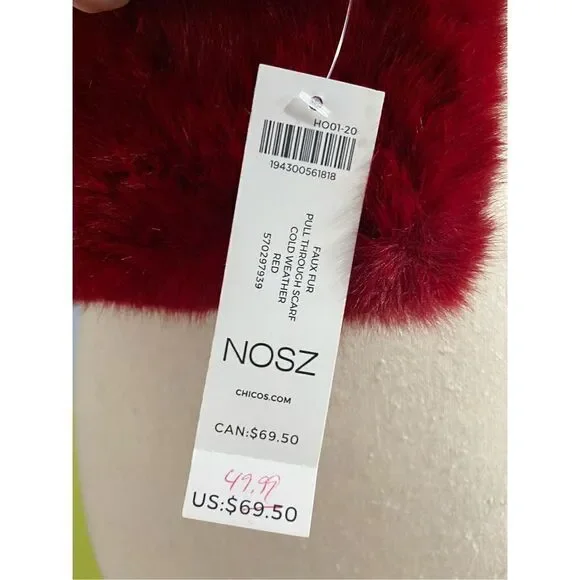 HO01-20
194300561818
FAUX FUR
PULL THROUGH SCARF
COLD WEATHER
RED
570297939
NOSZ
CHICOS.COM
CAN:$69.50
49.99
US:$69.50